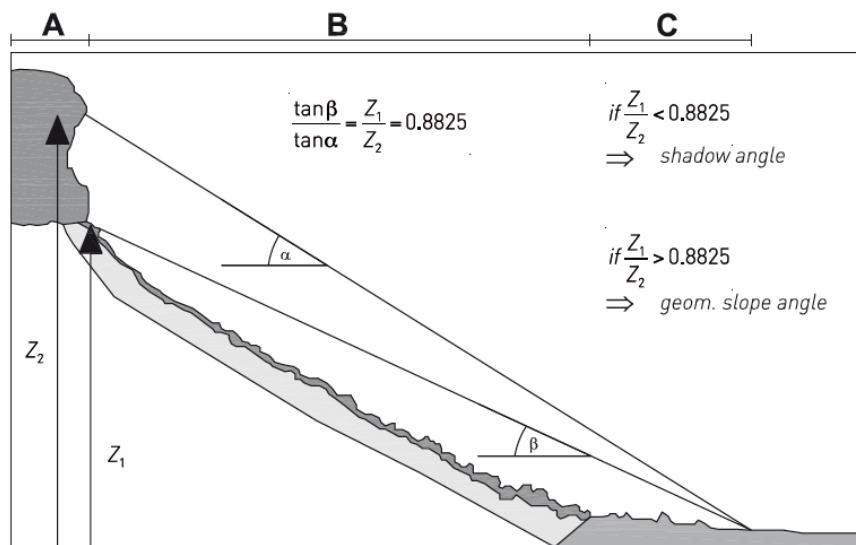 A B C
tanβ/tanα = Z₁/Z₂ = 0.8825
if Z₁/Z₂ < 0.8825
⇒ shadow angle
α
if Z₁/Z₂ > 0.8825
⇒ geom. slope angle
Z₂
β
Z₁